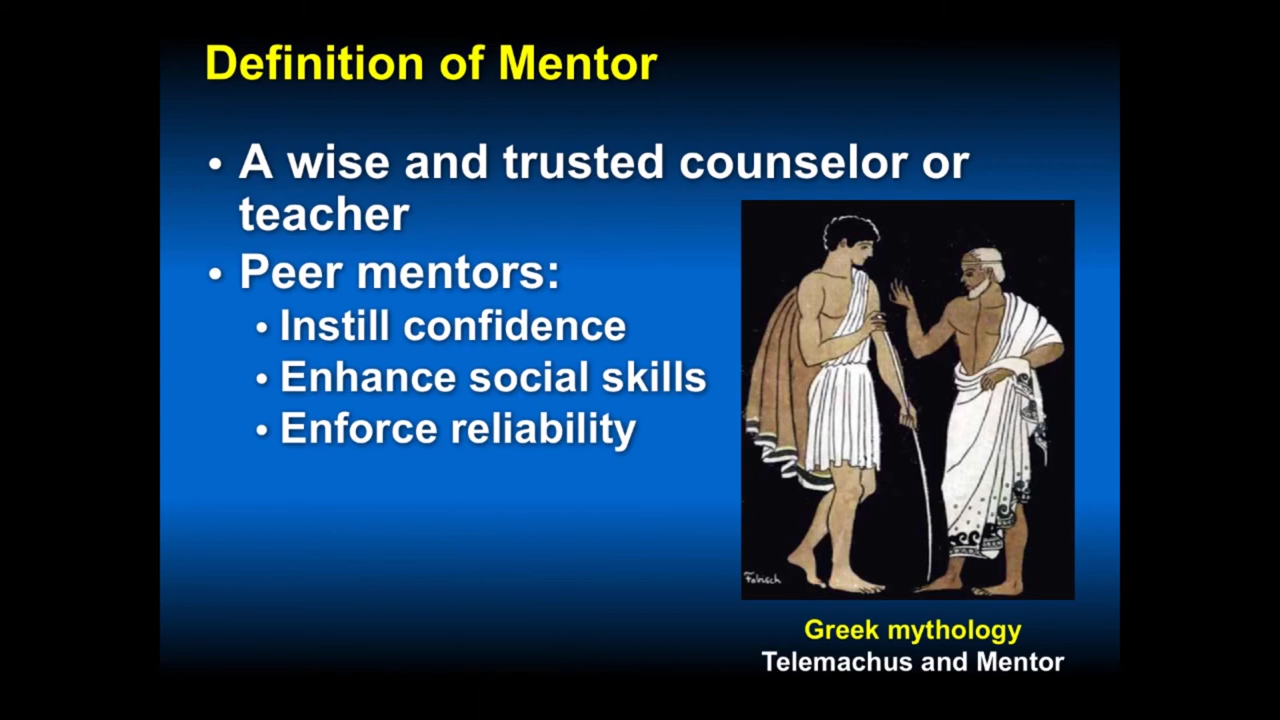 Definition of Mentor
• A wise and trusted counselor or
teacher
• Peer mentors:
• Instill confidence
• Enhance social skills
• Enforce reliability
Fabisch
Greek mythology
Telemachus and Mentor